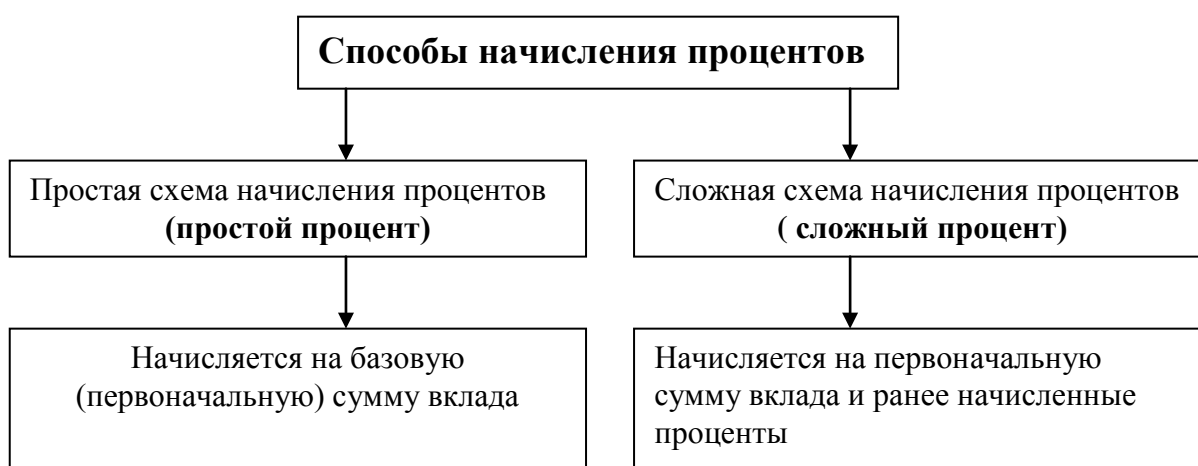 Способы начисления процентов
Простая схема начисления процентов
(простой процент)
Сложная схема начисления процентов
( сложный процент)
Начисляется на базовую
(первоначальную) сумму вклада
Начисляется на первоначальную
сумму вклада и ранее начисленные
проценты